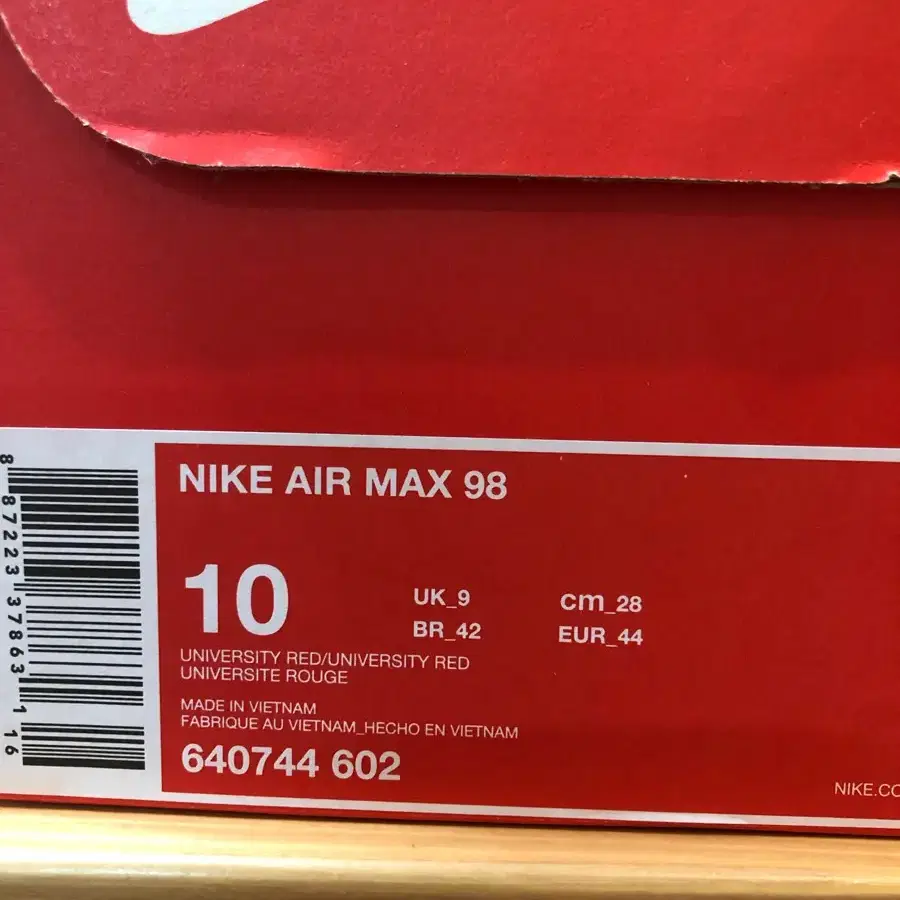 NIKE AIR MAX 98
10
UK_9
cm_28
BR_42
EUR_44
UNIVERSITY RED/UNIVERSITY RED
UNIVERSITE ROUGE
MADE IN VIETNAM
FABRIQUE AU VIETNAM_HECHO EN VIETNAM
640744 602
NIKE.CO
8 87223 37863 1 16